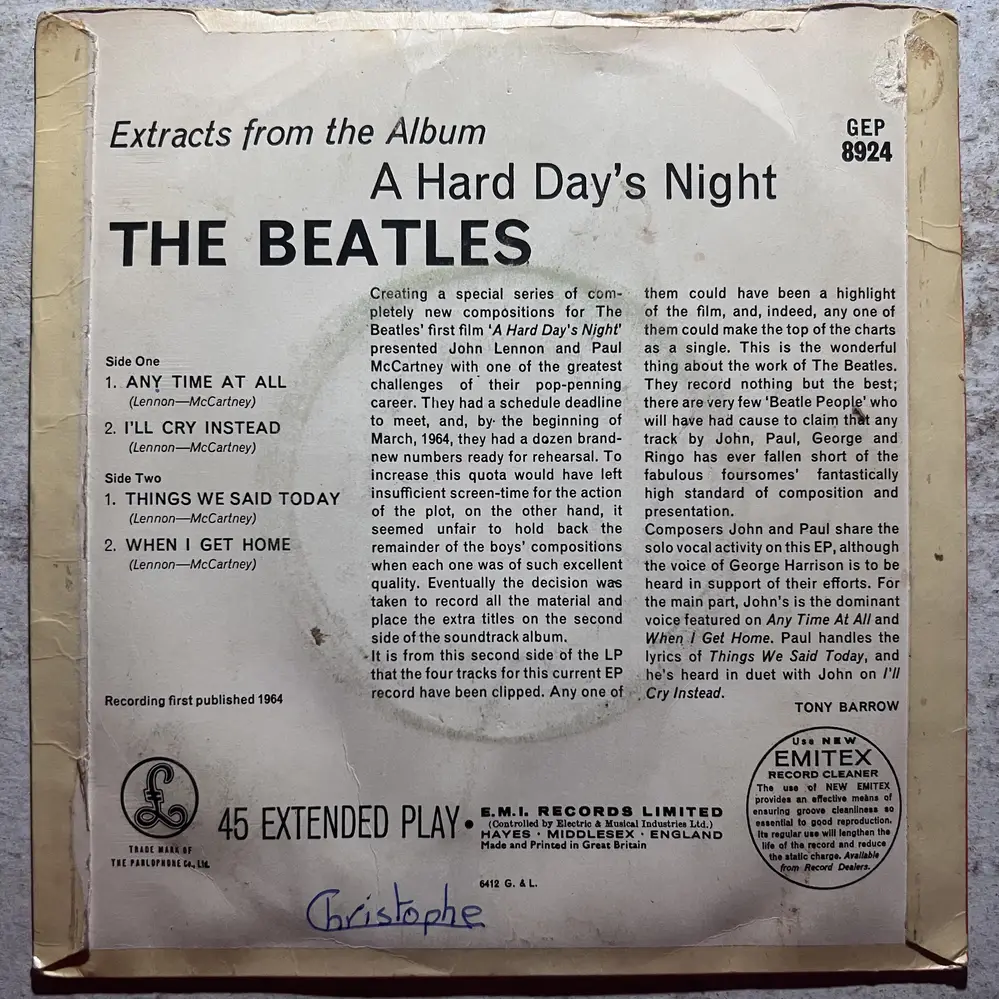 Extracts from the Album
GEP
8924
A Hard Day's Night
THE BEATLES
Side One
1. ANY TIME AT ALL
(Lennon—McCartney)
2. I'LL CRY INSTEAD
(Lennon—McCartney)
Side Two
1. THINGS WE SAID TODAY
(Lennon—McCartney)
2. WHEN I GET HOME
(Lennon—McCartney)
Recording first published 1964
Creating a special series of com-
pletely new compositions for The
Beatles' first film 'A Hard Day's Night'
presented John Lennon and Paul
McCartney with one of the greatest
challenges of their pop-penning
career. They had a schedule deadline
to meet, and, by the beginning of
March, 1964, they had a dozen brand-
new numbers ready for rehearsal. To
increase this quota would have left
insufficient screen-time for the action
of the plot, on the other hand, it
seemed unfair to hold back the
remainder of the boys' compositions
when each one was of such excellent
quality. Eventually the decision was
taken to record all the material and
place the extra titles on the second
side of the soundtrack album.
It is from this second side of the LP
that the four tracks for this current EP
record have been clipped. Any one of
them could have been a highlight
of the film, and, indeed, any one of
them could make the top of the charts
as a single. This is the wonderful
thing about the work of The Beatles.
They record nothing but the best;
there are very few 'Beatle People' who
will have had cause to claim that any
track by John, Paul, George and
Ringo has ever fallen short of the
fabulous foursomes' fantastically
high standard of composition and
presentation.
Composers John and Paul share the
solo vocal activity on this EP, although
the voice of George Harrison is to be
heard in support of their efforts. For
the main part, John's is the dominant
voice featured on Any Time At All and
When I Get Home. Paul handles the
lyrics of Things We Said Today, and
he's heard in duet with John on I'll
Cry Instead.
TONY BARROW
£
TRADE MARK OF
THE PARLOPHONE Co., Ltd.
45 EXTENDED PLAY •
E.M.I. RECORDS LIMITED
(Controlled by Electric & Musical Industries Ltd.)
HAYES · MIDDLESEX · ENGLAND
Made and Printed in Great Britain
Use NEW
EMITEX
RECORD CLEANER
The use of NEW EMITEX
provides an effective means of
ensuring groove cleanliness so
essential to good reproduction.
Its regular use will lengthen the
life of the record and reduce
the static charge. Available
from Record Dealers.
6412 G. & L.
Christophe